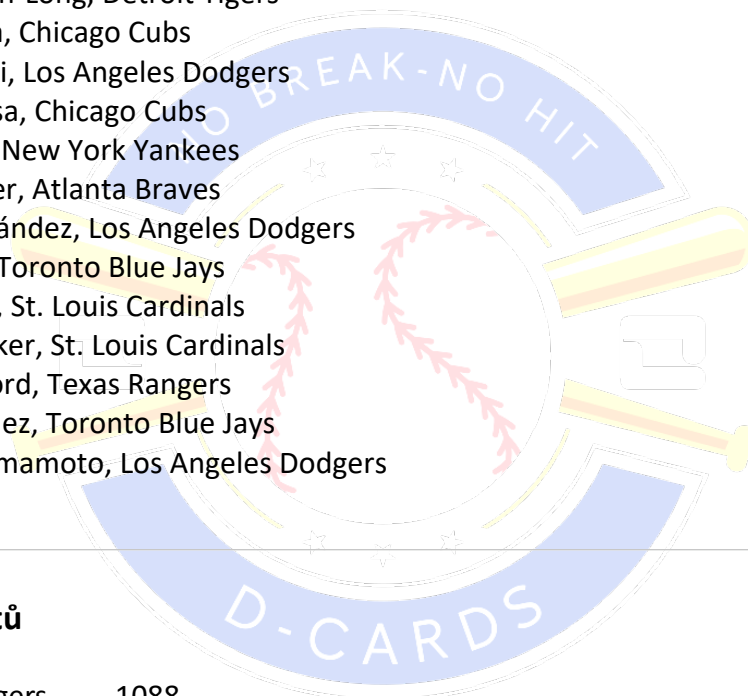 Long, Detroit Tigers
, Chicago Cubs
i, Los Angeles Dodgers
sa, Chicago Cubs
New York Yankees
er, Atlanta Braves
ández, Los Angeles Dodgers
Toronto Blue Jays
, St. Louis Cardinals
ker, St. Louis Cardinals
ord, Texas Rangers
ez, Toronto Blue Jays
mamoto, Los Angeles Dodgers
ců
gers 1088
NO BREAK-NO HIT
D-CARDS